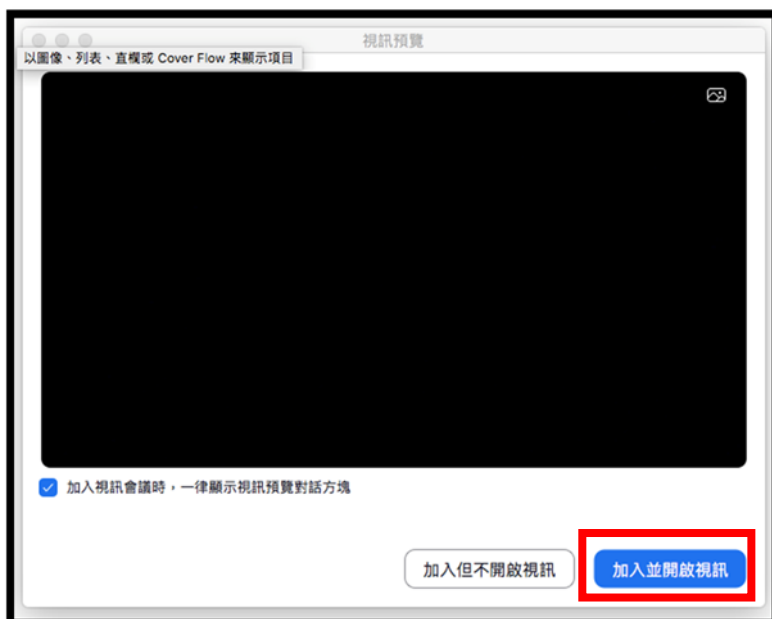 視訊預覽
以圖像、列表、直欄或 Cover Flow 來顯示項目
加入視訊會議時，一律顯示視訊預覽對話方塊
加入但不開啟視訊
加入並開啟視訊